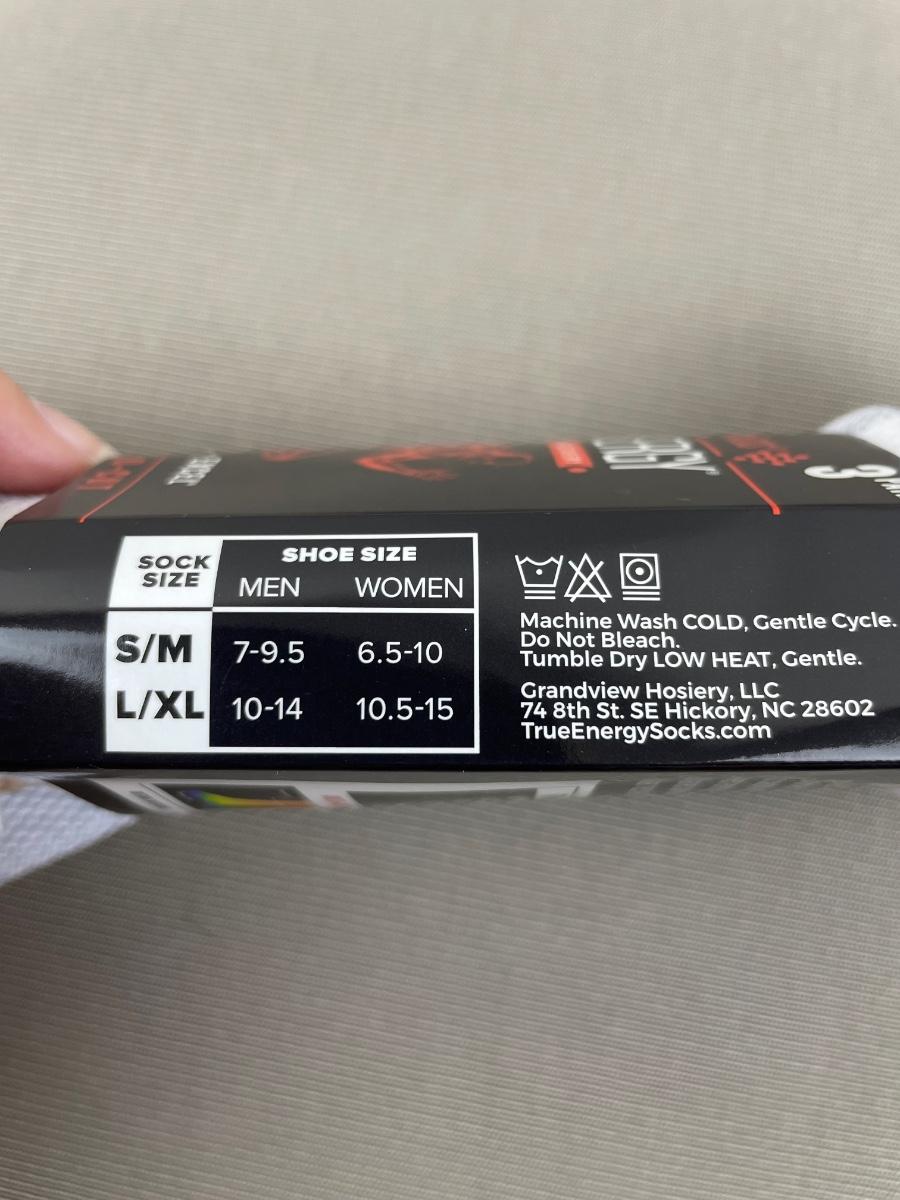 SOCK SIZE
SHOE SIZE
MEN WOMEN
S/M 7-9.5 6.5-10
L/XL 10-14 10.5-15
Machine Wash COLD, Gentle Cycle.
Do Not Bleach.
Tumble Dry LOW HEAT, Gentle.
Grandview Hosiery, LLC
74 8th St. SE Hickory, NC 28602
TrueEnergySocks.com
3